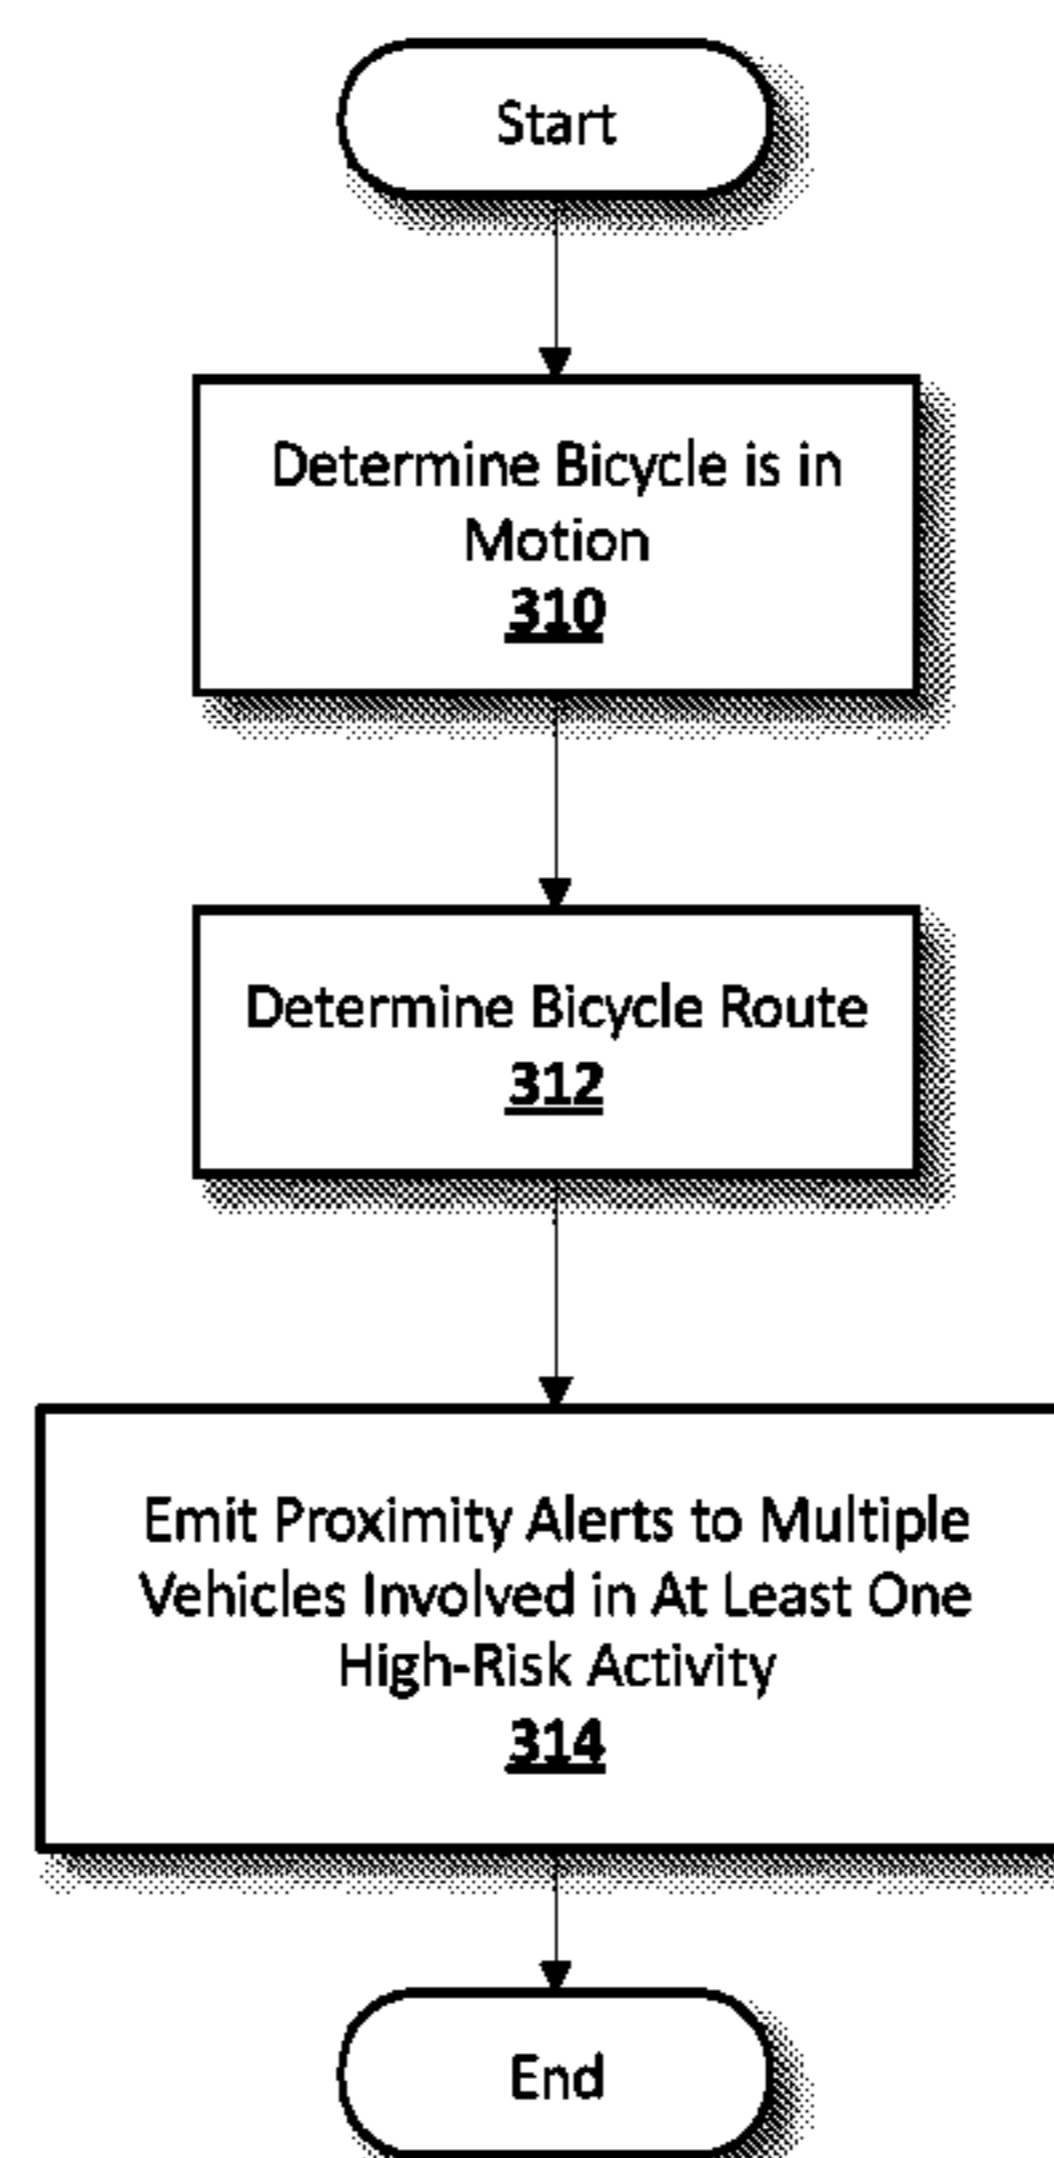 Start
Determine Bicycle is in
Motion
310
Determine Bicycle Route
312
Emit Proximity Alerts to Multiple
Vehicles Involved in At Least One
High-Risk Activity
314
End